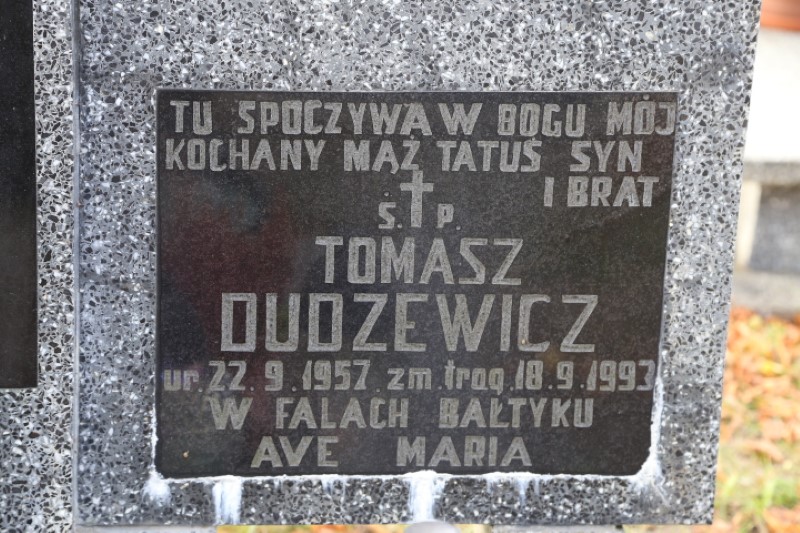 TU SPOCZYWA W BOGU MÓJ
KOCHANY MĄŻ TATUŚ SYN
I BRAT
Ś. P.
TOMASZ
DUDZEWICZ
ur. 22.9.1957. zm. trag. 18.9.1993
W FALACH BAŁTYKU
AVE MARIA